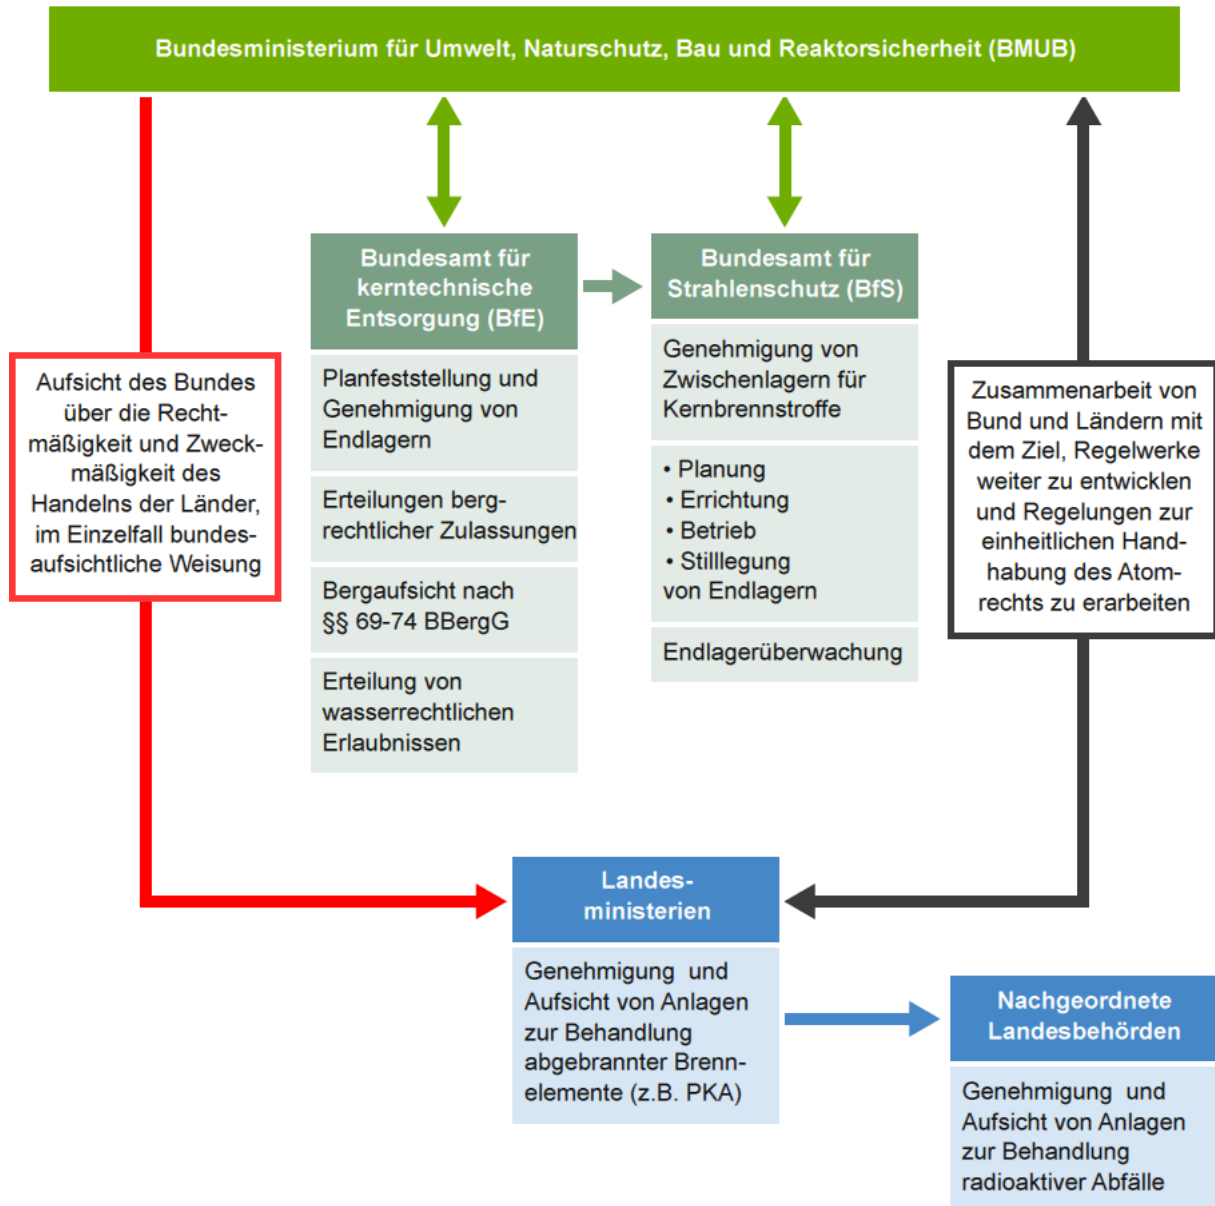 Bundesministerium für Umwelt, Naturschutz, Bau und Reaktorsicherheit (BMUB)
Bundesamt für
kerntechnische
Entsorgung (BfE)
Planfeststellung und
Genehmigung von
Endlagern
Erteilungen berg-
rechtlicher Zulassungen
Bergaufsicht nach
§§ 69-74 BBergG
Erteilung von
wasserrechtlichen
Erlaubnissen
Bundesamt für
Strahlenschutz (BfS)
Genehmigung von
Zwischenlagern für
Kernbrennstroffe
• Planung
• Errichtung
• Betrieb
• Stilllegung
von Endlagern
Endlagerüberwachung
Aufsicht des Bundes
über die Recht-
mäßigkeit und Zweck-
mäßigkeit des
Handelns der Länder,
im Einzelfall bundes-
aufsichtliche Weisung
Zusammenarbeit von
Bund und Ländern mit
dem Ziel, Regelwerke
weiter zu entwicklen
und Regelungen zur
einheitlichen Hand-
habung des Atom-
rechts zu erarbeiten
Landes-
ministerien
Genehmigung und
Aufsicht von Anlagen
zur Behandlung
abgebrannter Brenn-
elemente (z.B. PKA)
Nachgeordnete
Landesbehörden
Genehmigung und
Aufsicht von Anlagen
zur Behandlung
radioaktiver Abfälle